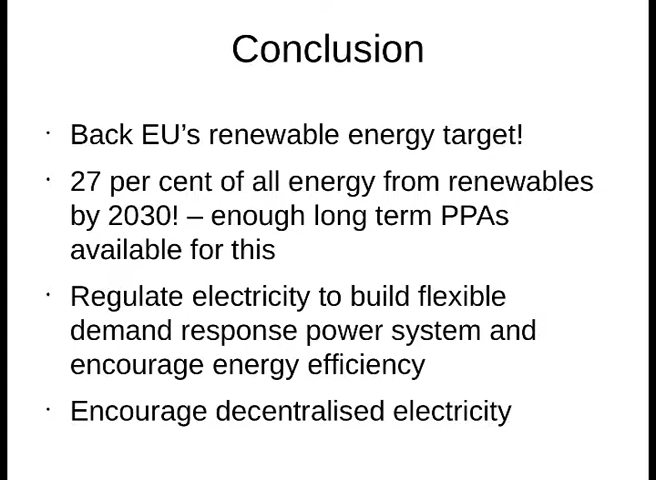 Conclusion
· Back EU’s renewable energy target!
· 27 per cent of all energy from renewables
by 2030! – enough long term PPAs
available for this
· Regulate electricity to build flexible
demand response power system and
encourage energy efficiency
· Encourage decentralised electricity